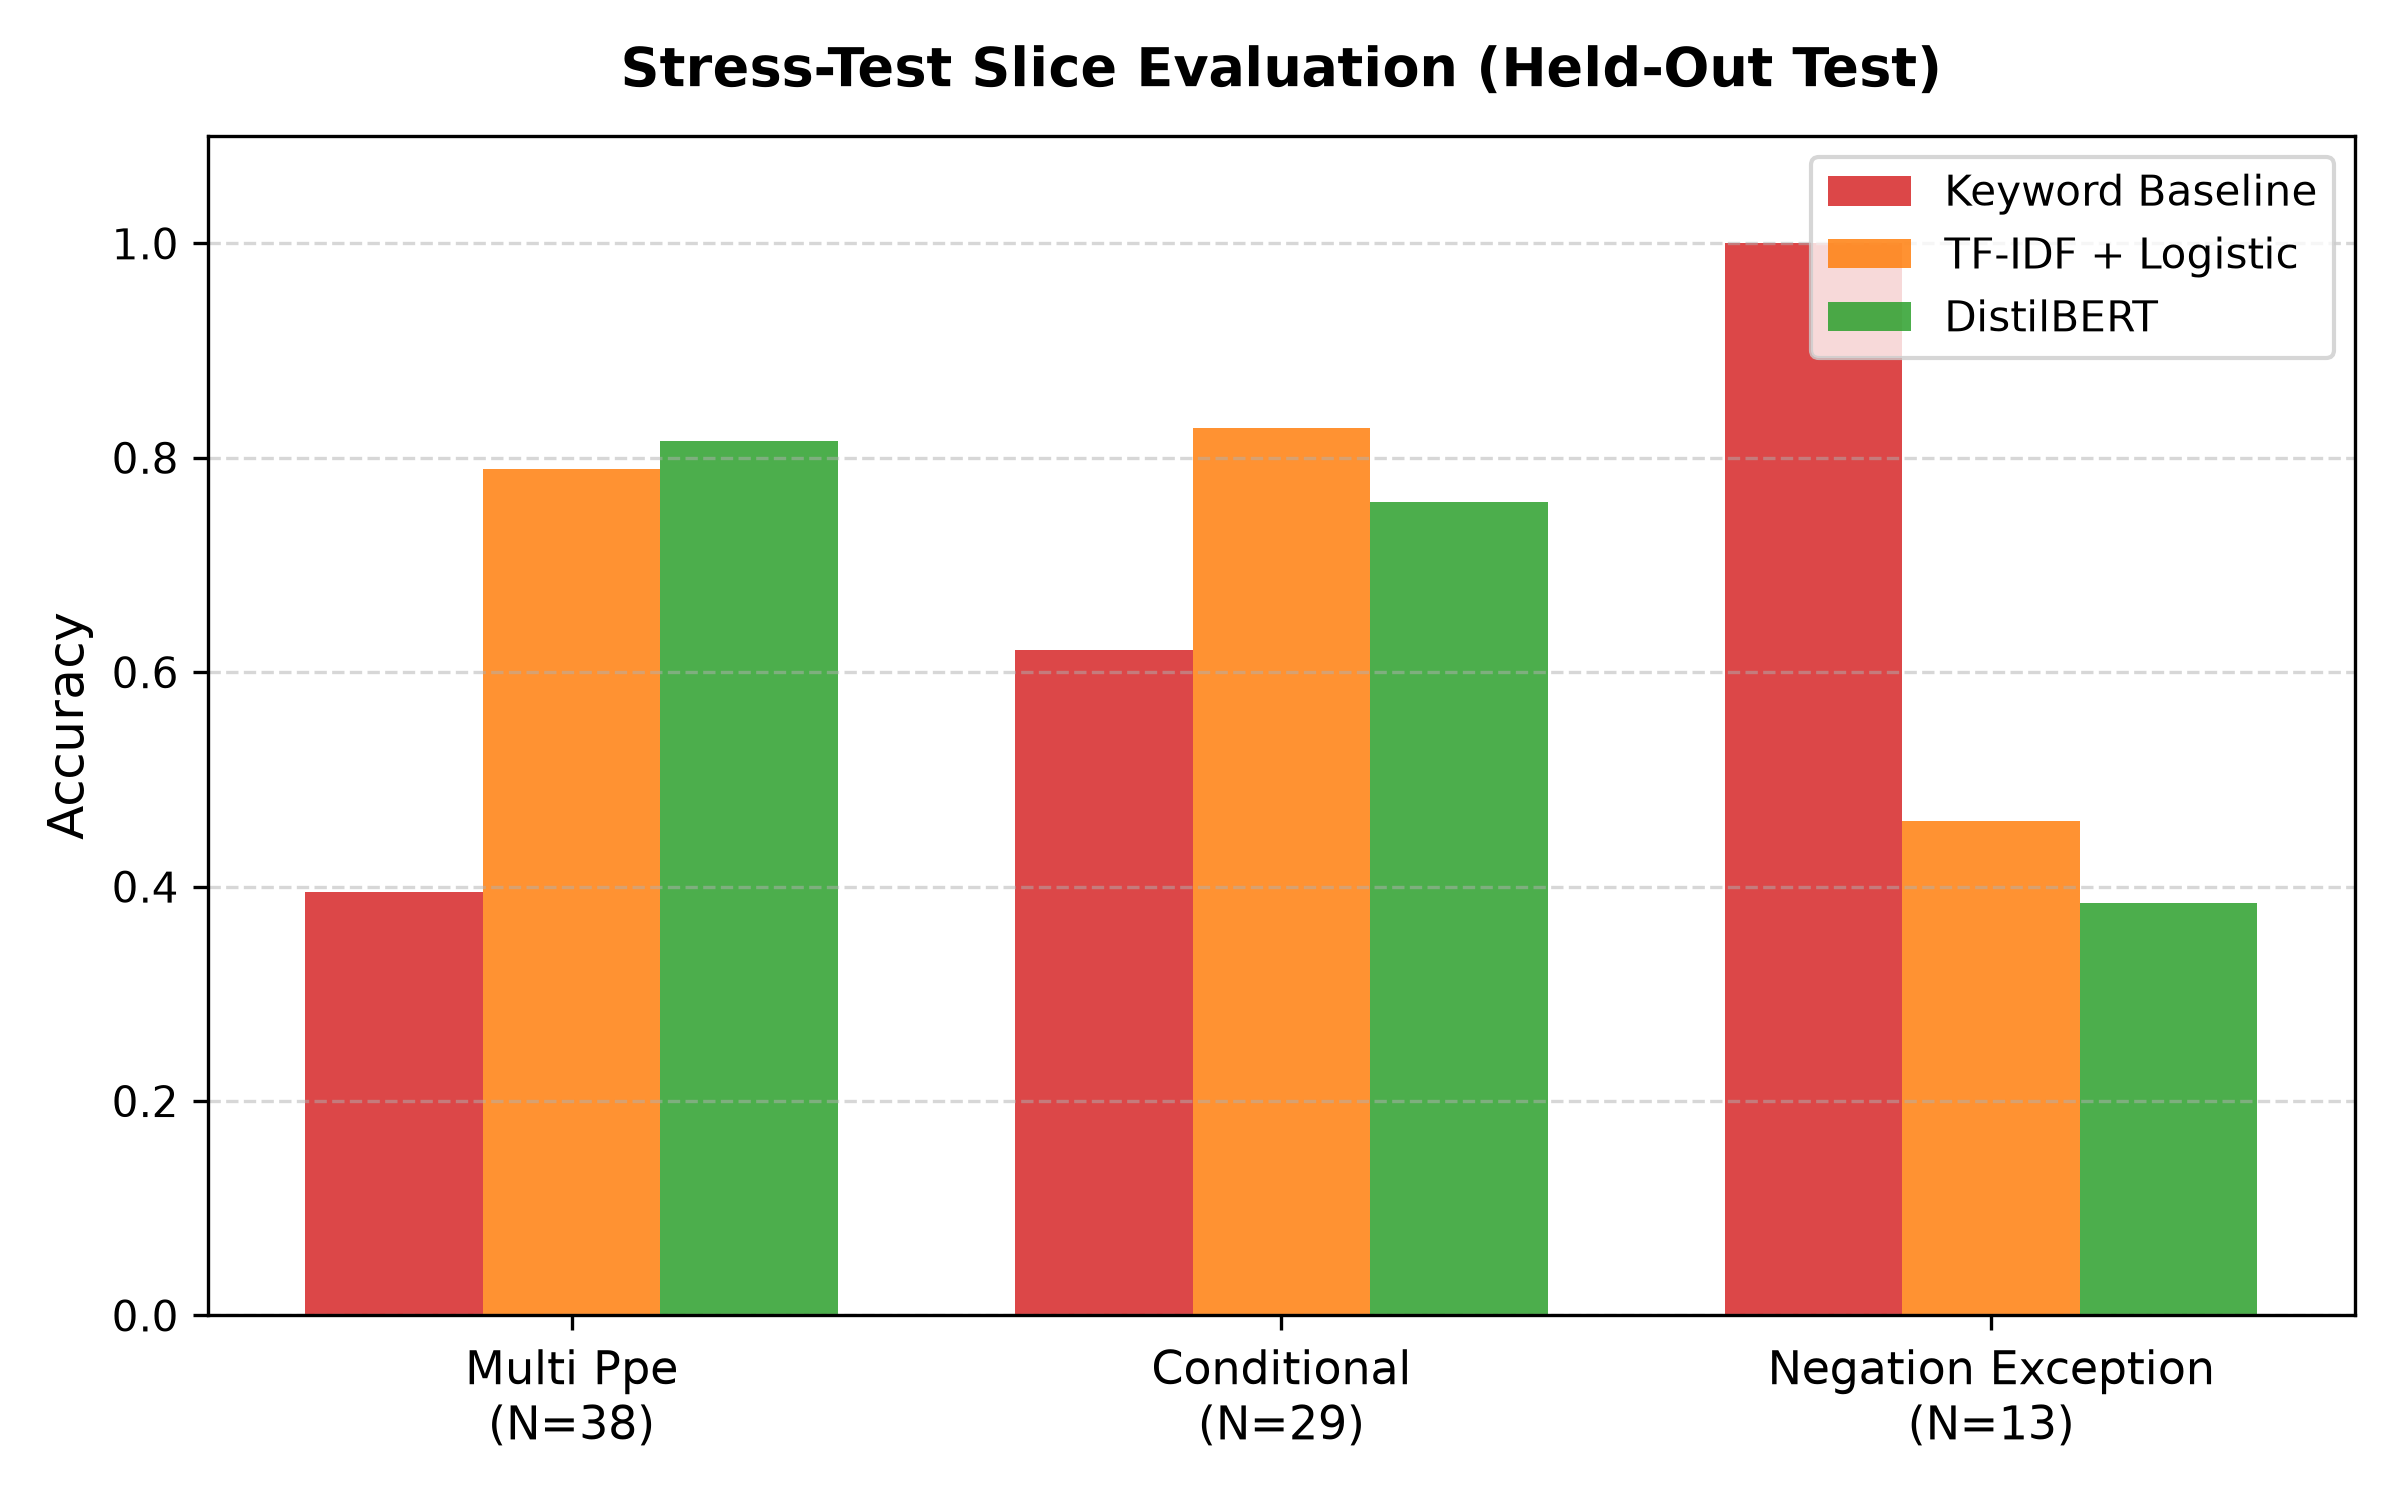 Stress-Test Slice Evaluation (Held-Out Test)
Keyword Baseline
TF-IDF + Logistic
DistilBERT
Accuracy
1.0
0.8
0.6
0.4
0.2
0.0
Multi Ppe
(N=38)
Conditional
(N=29)
Negation Exception
(N=13)